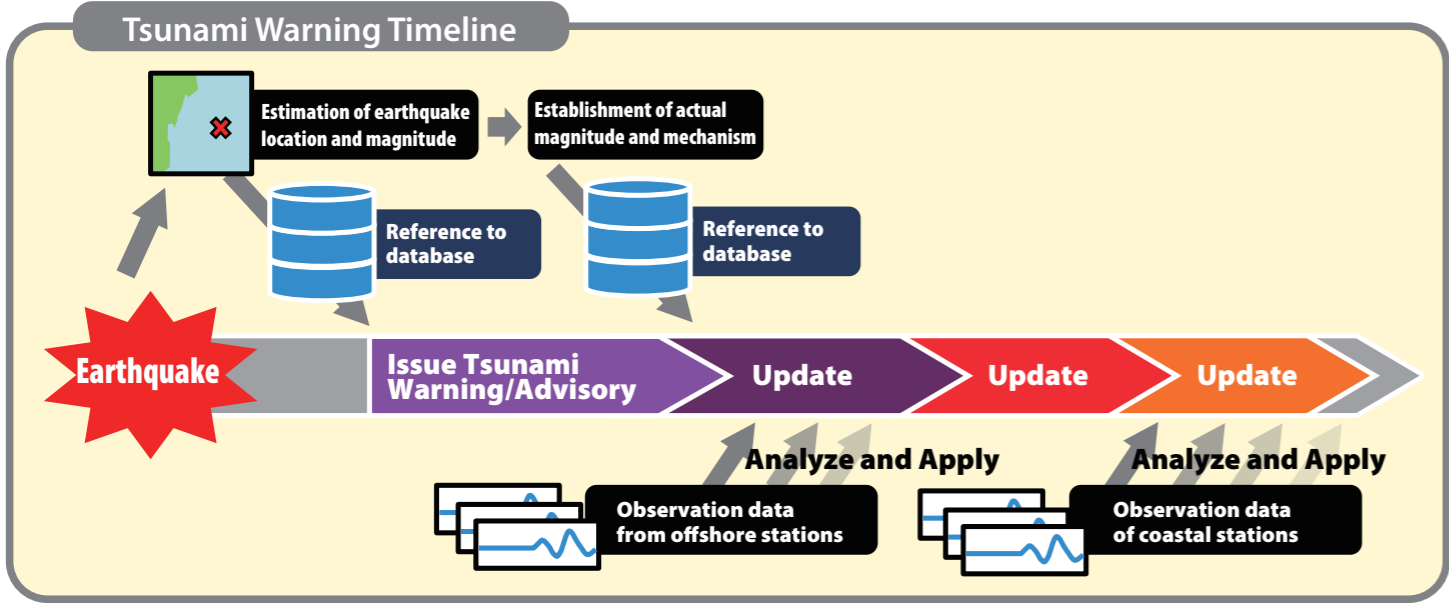 Tsunami Warning Timeline
Estimation of earthquake
location and magnitude
Establishment of actual
magnitude and mechanism
Reference to
database
Reference to
database
Earthquake
Issue Tsunami
Warning/Advisory
Update
Update
Update
Analyze and Apply
Analyze and Apply
Observation data
from offshore stations
Observation data
of coastal stations